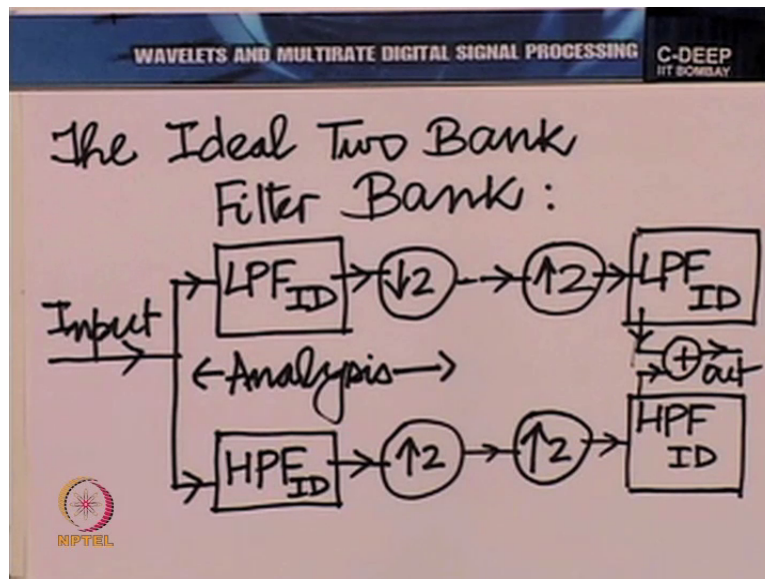 WAVELETS AND MULTIRATE DIGITAL SIGNAL PROCESSING
C-DEEP
IIT BOMBAY
The Ideal Two Bank
Filter Bank :
LPF ID ↓2 ↑2 LPF ID
Input
←Analysis→
+ out
HPF ID ↑2 ↑2 HPF ID
NPTEL